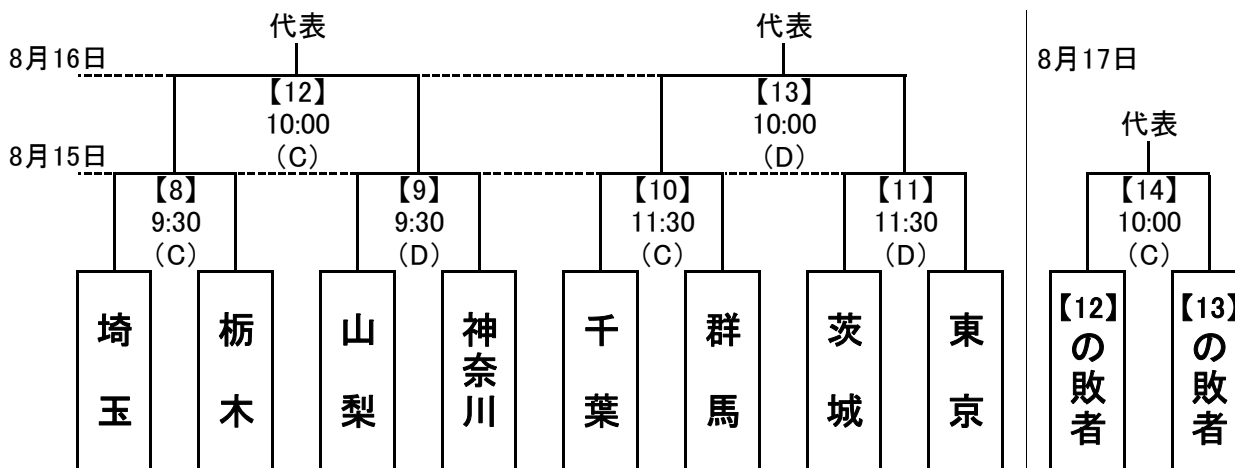 代表
代表
8月16日
8月17日
【12】
10:00
(C)
【13】
10:00
(D)
代表
8月15日
【8】
9:30
(C)
【9】
9:30
(D)
【10】
11:30
(C)
【11】
11:30
(D)
【14】
10:00
(C)
埼玉
栃木
山梨
神奈川
千葉
群馬
茨城
東京
【12】の敗者
【13】の敗者